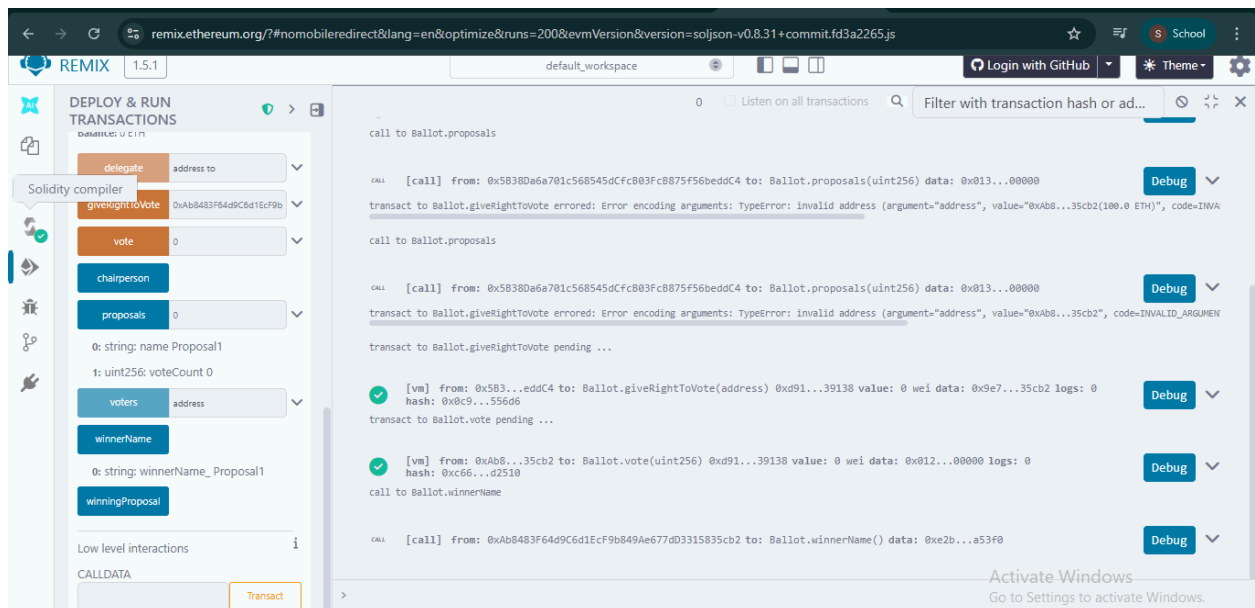 remix.ethereum.org/?#nomobileredirect&lang=en&optimize&runs=200&evmVersion&version=soljson-v0.8.31+commit.fd3a2265.js
S School
REMIX 1.5.1
default_workspace
Login with GitHub
Theme
AI
DEPLOY & RUN
TRANSACTIONS
0 Listen on all transactions
Filter with transaction hash or ad...
Balance: 0 ETH
delegate address to
Solidity compiler
giveRightToVote 0xAb8483F64d9C6d1EcF9b
vote 0
chairperson
proposals 0
0: string: name Proposal1
1: uint256: voteCount 0
voters address
winnerName
0: string: winnerName_ Proposal1
winningProposal
Low level interactions i
CALLDATA
Transact
call to Ballot.proposals
CALL [call] from: 0x5B38Da6a701c568545dCfcB03FcB875f56beddC4 to: Ballot.proposals(uint256) data: 0x013...00000 Debug
transact to Ballot.giveRightToVote errored: Error encoding arguments: TypeError: invalid address (argument="address", value="0xAb8...35cb2(100.0 ETH)", code=INVA
call to Ballot.proposals
CALL [call] from: 0x5B38Da6a701c568545dCfcB03FcB875f56beddC4 to: Ballot.proposals(uint256) data: 0x013...00000 Debug
transact to Ballot.giveRightToVote errored: Error encoding arguments: TypeError: invalid address (argument="address", value="0xAb8...35cb2", code=INVALID_ARGUMEN
transact to Ballot.giveRightToVote pending ...
[vm] from: 0x5B3...eddC4 to: Ballot.giveRightToVote(address) 0xd91...39138 value: 0 wei data: 0x9e7...35cb2 logs: 0 Debug
hash: 0x0c9...556d6
transact to Ballot.vote pending ...
[vm] from: 0xAb8...35cb2 to: Ballot.vote(uint256) 0xd91...39138 value: 0 wei data: 0x012...00000 logs: 0 Debug
hash: 0xc66...d2510
call to Ballot.winnerName
CALL [call] from: 0xAb8483F64d9C6d1EcF9b849Ae677dD3315835cb2 to: Ballot.winnerName() data: 0xe2b...a53f0 Debug
>
Activate Windows
Go to Settings to activate Windows.